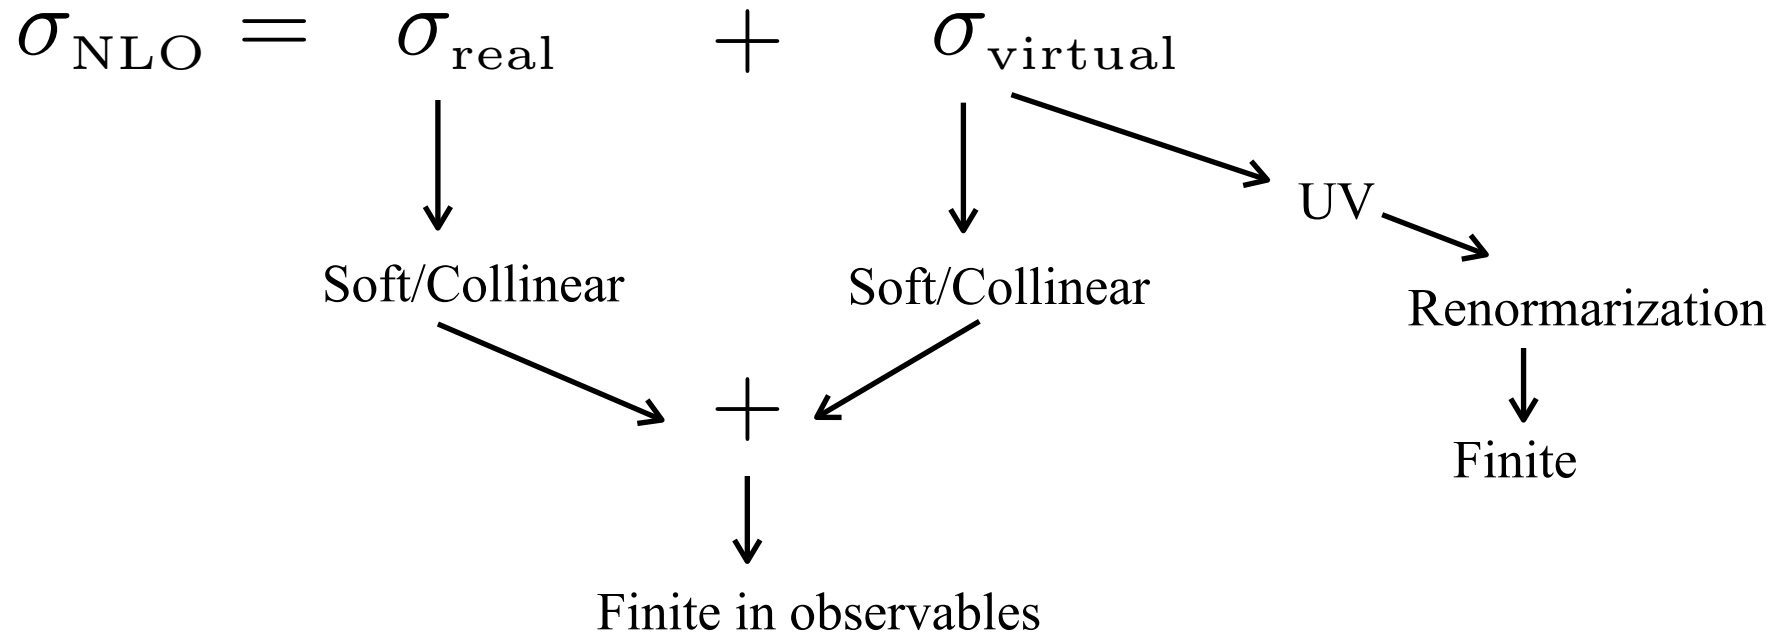 σ_NLO = σ_real + σ_virtual
UV
Soft/Collinear Soft/Collinear
Renormarization
+
Finite
Finite in observables